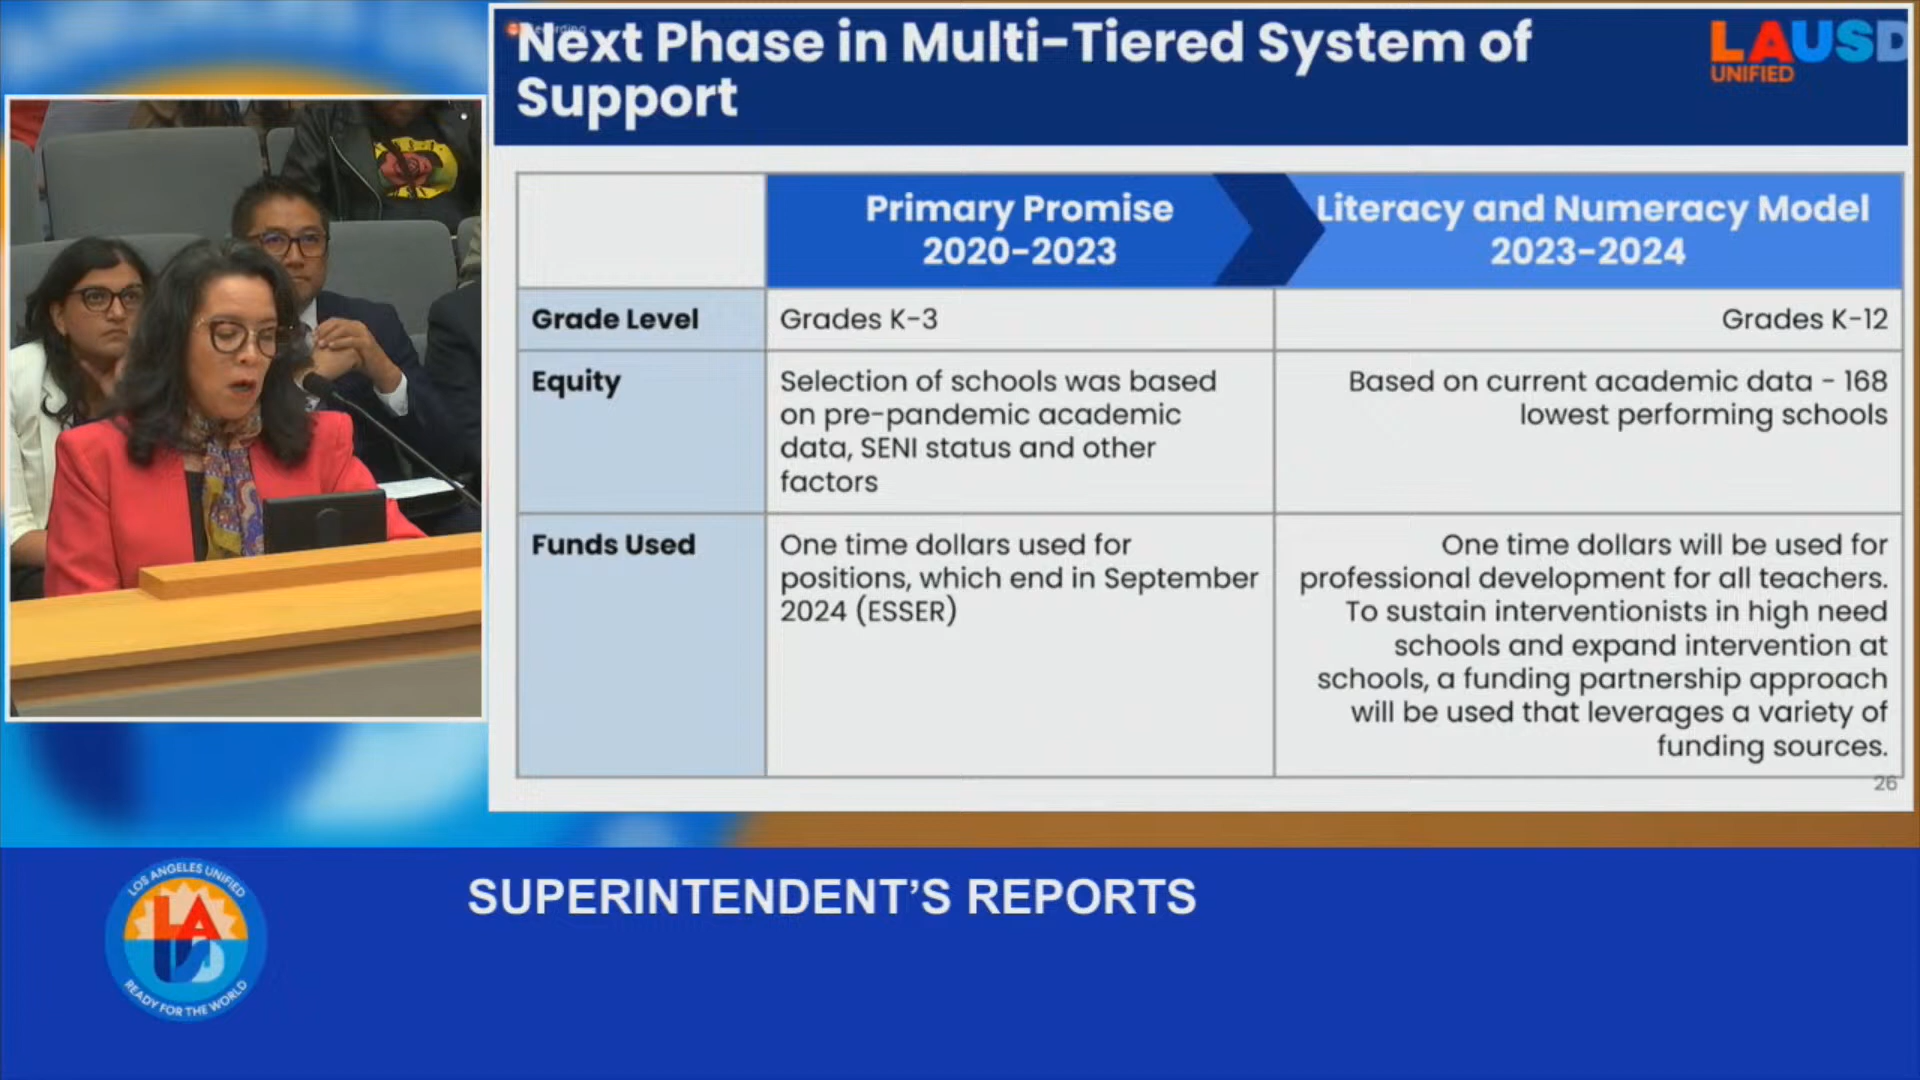 Recording
Next Phase in Multi-Tiered System of
Support
LAUSD
UNIFIED
Primary Promise
2020-2023
Literacy and Numeracy Model
2023-2024
Grade Level
Grades K-3
Grades K-12
Equity
Selection of schools was based
on pre-pandemic academic
data, SENI status and other
factors
Based on current academic data - 168
lowest performing schools
Funds Used
One time dollars used for
positions, which end in September
2024 (ESSER)
One time dollars will be used for
professional development for all teachers.
To sustain interventionists in high need
schools and expand intervention at
schools, a funding partnership approach
will be used that leverages a variety of
funding sources.
26
LOS ANGELES UNIFIED
LA
US
READY FOR THE WORLD
SUPERINTENDENT’S REPORTS